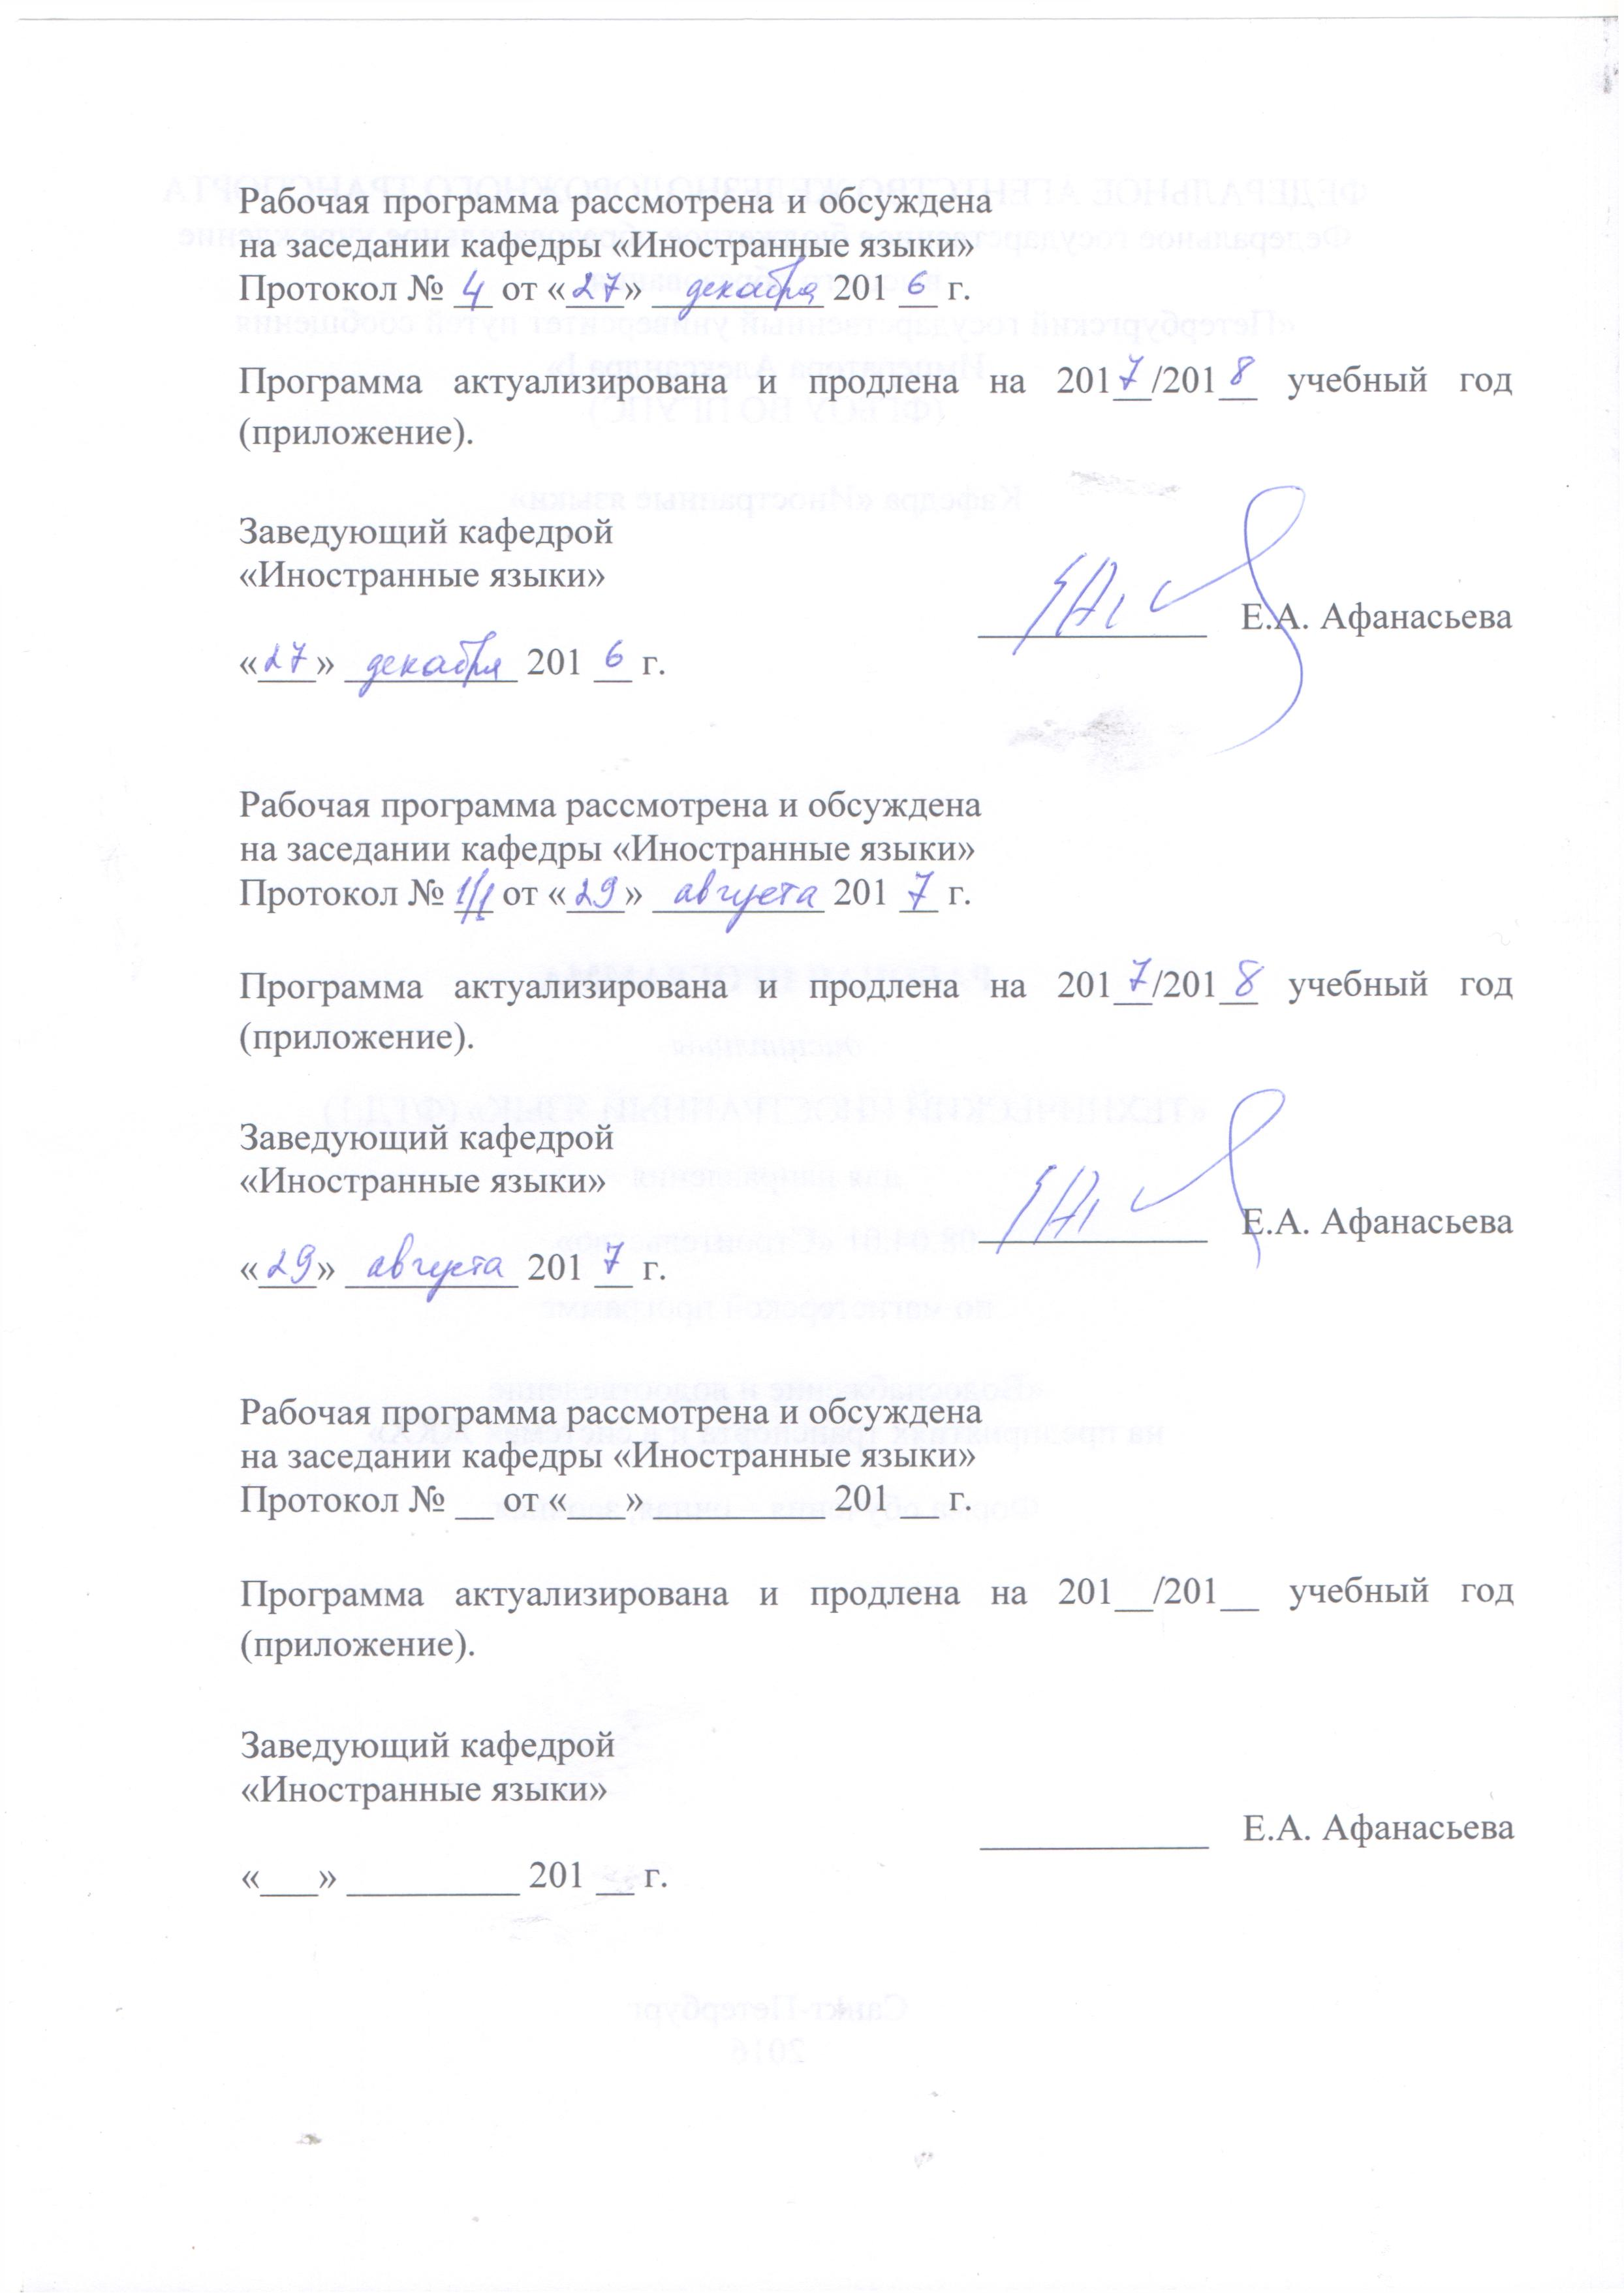 Рабочая программа рассмотрена и обсуждена
на заседании кафедры «Иностранные языки»
Протокол № 4 от «27» декабря 201 6 г.
Программа актуализирована и продлена на 2017/2018 учебный год
(приложение).
Заведующий кафедрой
«Иностранные языки»
Е.А. Афанасьева
«27» декабря 201 6 г.
Рабочая программа рассмотрена и обсуждена
на заседании кафедры «Иностранные языки»
Протокол № 1/1 от «29» августа 201 7 г.
Программа актуализирована и продлена на 2017/2018 учебный год
(приложение).
Заведующий кафедрой
«Иностранные языки»
Е.А. Афанасьева
«29» августа 201 7 г.
Рабочая программа рассмотрена и обсуждена
на заседании кафедры «Иностранные языки»
Протокол № __ от «___» _________ 201 __ г.
Программа актуализирована и продлена на 201__/201__ учебный год
(приложение).
Заведующий кафедрой
«Иностранные языки»
____________ Е.А. Афанасьева
«___» _________ 201 __ г.